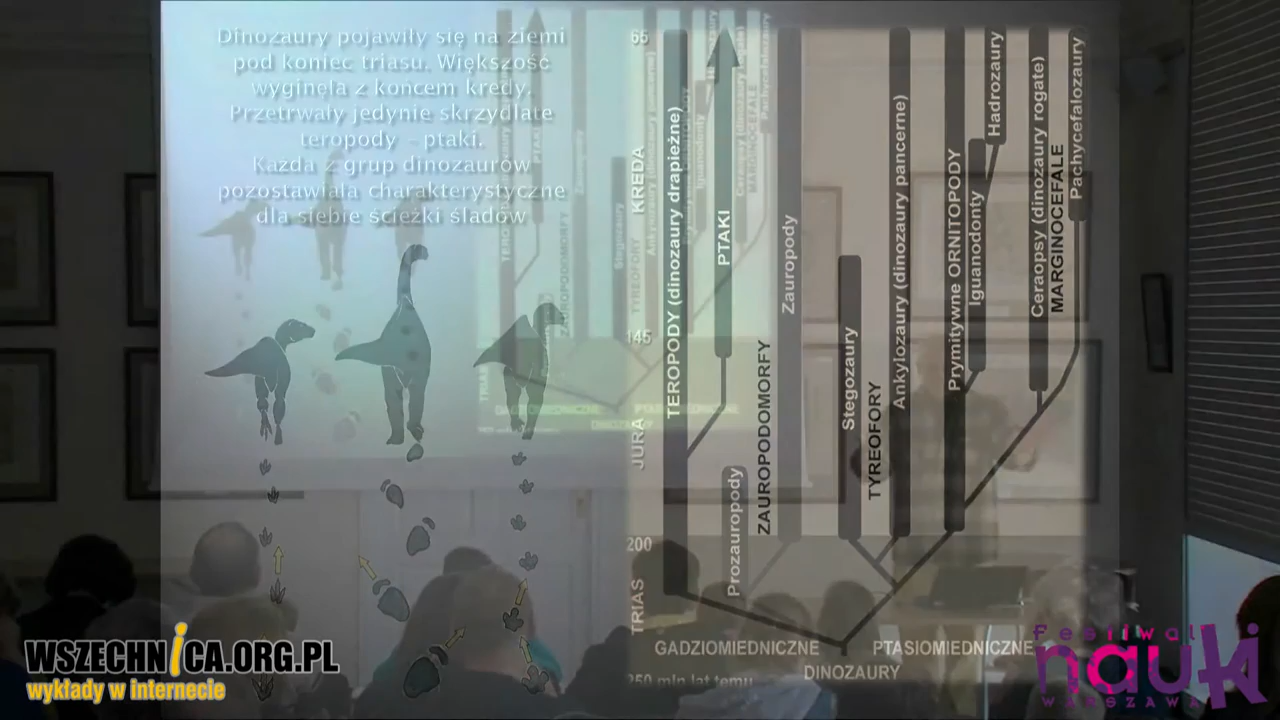 Dinozaury pojawiły się na ziemi
pod koniec triasu. Większość
wyginęła z końcem kredy.
Przetrwały jedynie skrzydlate
teropody - ptaki.
Każda z grup dinozaurów
pozostawiała charakterystyczne
dla siebie ścieżki śladów
65
KREDA
145
JURA
200
TRIAS
250 mln lat temu
TEROPODY (dinozaury drapieżne)
PTAKI
Prozauropody
ZAUROPODOMORFY
Zauropody
Stegozaury
TYREOFORY
Ankylozaury (dinozaury pancerne)
Prymitywne ORNITOPODY
Iguanodonty
Hadrozaury
Ceraopsy (dinozaury rogate)
MARGINOCEFALE
Pachycefalozaury
GADZIOMIEDNICZNE
PTASIOMIEDNICZNE
DINOZAURY
WSZECHNICA.ORG.PL
wykłady w internecie
festiwal
nauki
WARSZAWA